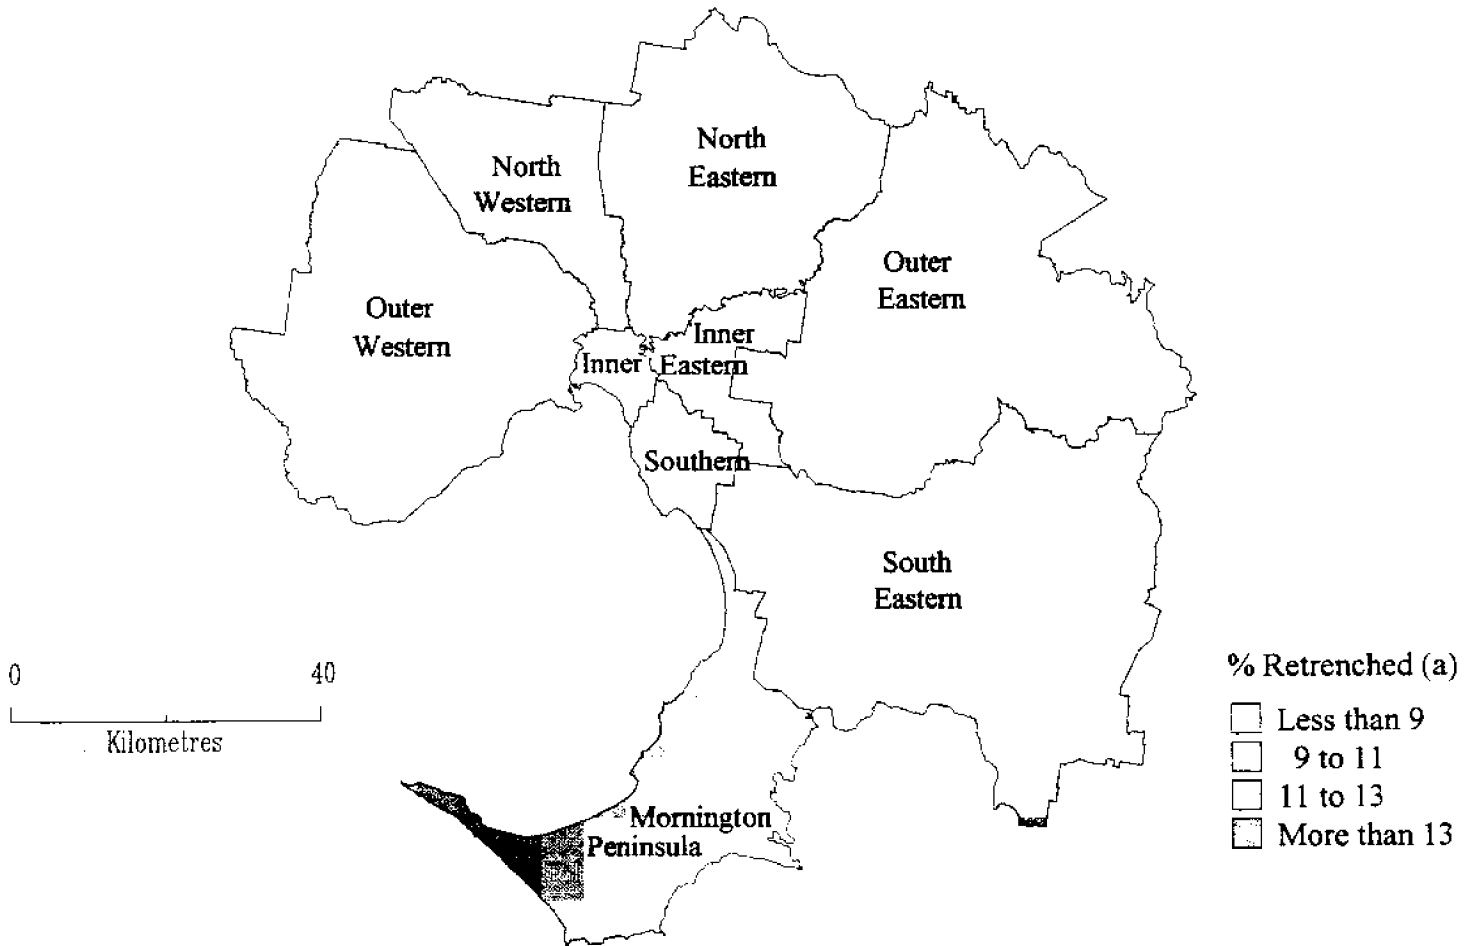 North
Eastern
North
Western
Outer
Eastern
Outer
Western
Inner
Inner
Eastern
Southern
South
Eastern
0 40
Kilometres
% Retrenched (a)
Less than 9
9 to 11
11 to 13
More than 13
Mornington
Peninsula